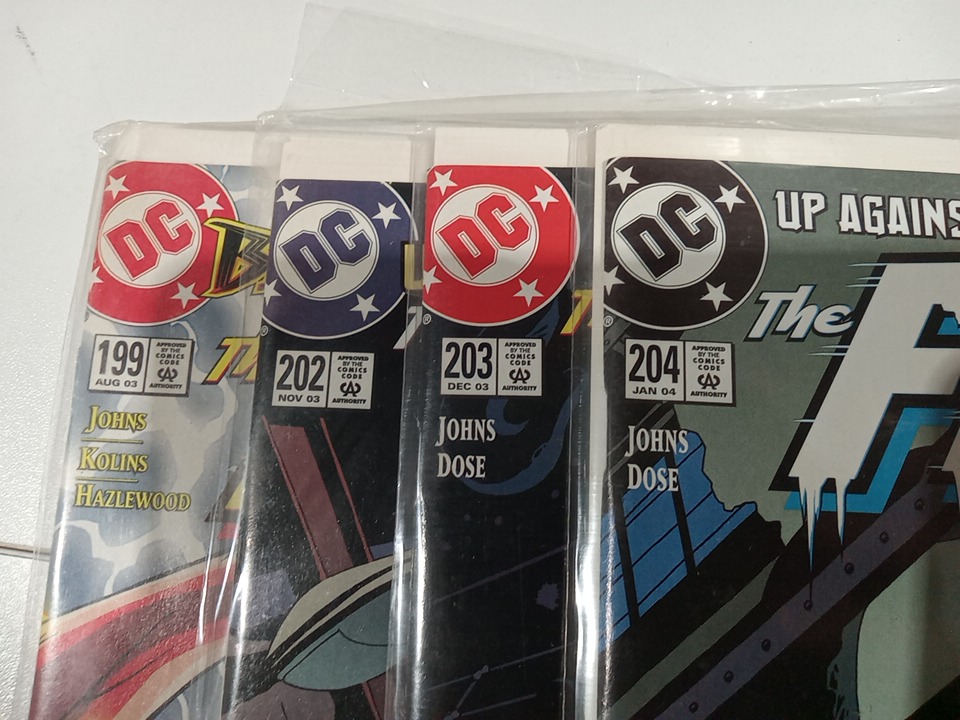 DC
199
AUG 03
APPROVED
BY THE
COMICS
CODE
AUTHORITY
JOHNS
KOLINS
HAZLEWOOD
DC
®
202
NOV 03
APPROVED
BY THE
COMICS
CODE
AUTHORITY
DC
®
203
DEC 03
APPROVED
BY THE
COMICS
CODE
AUTHORITY
JOHNS
DOSE
DC
®
204
JAN 04
APPROVED
BY THE
COMICS
CODE
AUTHORITY
JOHNS
DOSE
UP AGAINS
The F